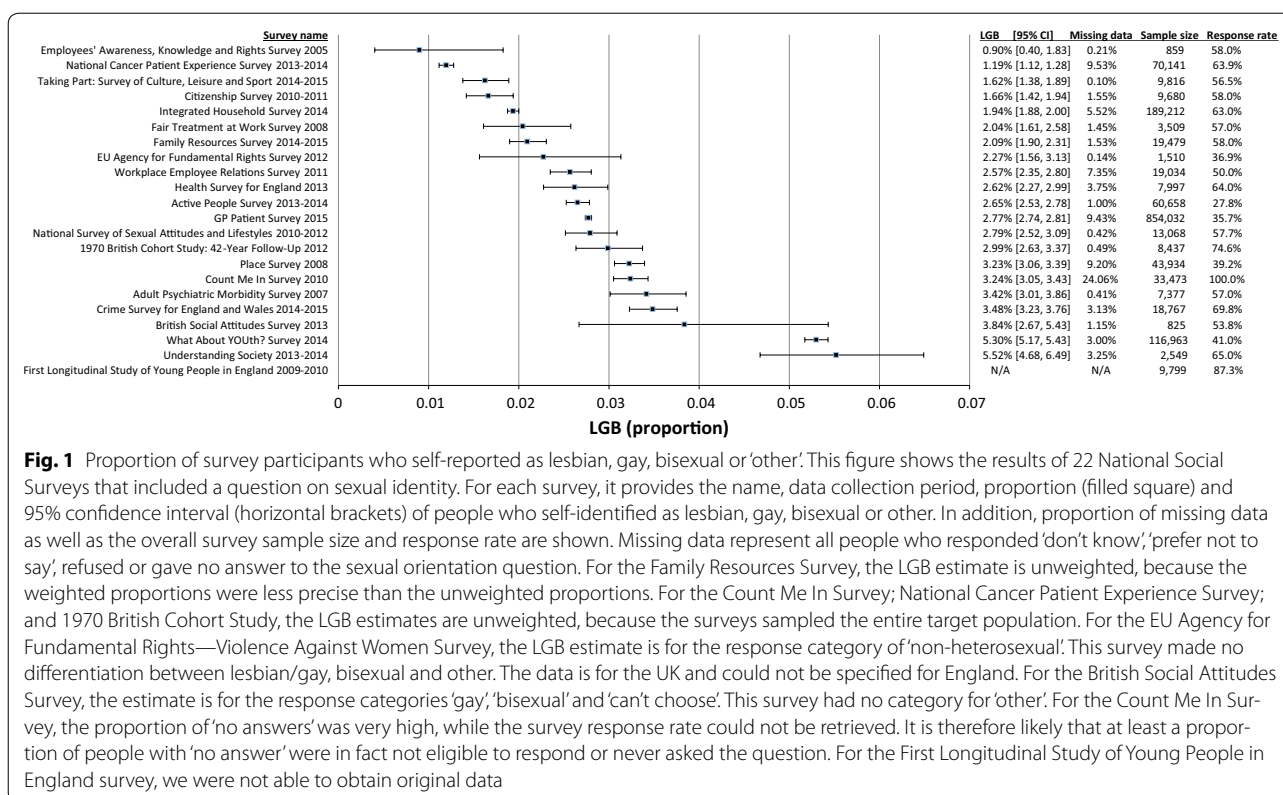 Survey name LGB [95% CI] Missing data Sample size Response rate
Employees' Awareness, Knowledge and Rights Survey 2005 0.90% [0.40, 1.83] 0.21% 859 58.0%
National Cancer Patient Experience Survey 2013-2014 1.19% [1.12, 1.28] 9.53% 70,141 63.9%
Taking Part: Survey of Culture, Leisure and Sport 2014-2015 1.62% [1.38, 1.89] 0.10% 9,816 56.5%
Citizenship Survey 2010-2011 1.66% [1.42, 1.94] 1.55% 9,680 58.0%
Integrated Household Survey 2014 1.94% [1.88, 2.00] 5.52% 189,212 63.0%
Fair Treatment at Work Survey 2008 2.04% [1.61, 2.58] 1.45% 3,509 57.0%
Family Resources Survey 2014-2015 2.09% [1.90, 2.31] 1.53% 19,479 58.0%
EU Agency for Fundamental Rights Survey 2012 2.27% [1.56, 3.13] 0.14% 1,510 36.9%
Workplace Employee Relations Survey 2011 2.57% [2.35, 2.80] 7.35% 19,034 50.0%
Health Survey for England 2013 2.62% [2.27, 2.99] 3.75% 7,997 64.0%
Active People Survey 2013-2014 2.65% [2.53, 2.78] 1.00% 60,658 27.8%
GP Patient Survey 2015 2.77% [2.74, 2.81] 9.43% 854,032 35.7%
National Survey of Sexual Attitudes and Lifestyles 2010-2012 2.79% [2.52, 3.09] 0.42% 13,068 57.7%
1970 British Cohort Study: 42-Year Follow-Up 2012 2.99% [2.63, 3.37] 0.49% 8,437 74.6%
Place Survey 2008 3.23% [3.06, 3.39] 9.20% 43,934 39.2%
Count Me In Survey 2010 3.24% [3.05, 3.43] 24.06% 33,473 100.0%
Adult Psychiatric Morbidity Survey 2007 3.42% [3.01, 3.86] 0.41% 7,377 57.0%
Crime Survey for England and Wales 2014-2015 3.48% [3.23, 3.76] 3.13% 18,767 69.8%
British Social Attitudes Survey 2013 3.84% [2.67, 5.43] 1.15% 825 53.8%
What About YOUth? Survey 2014 5.30% [5.17, 5.43] 3.00% 116,963 41.0%
Understanding Society 2013-2014 5.52% [4.68, 6.49] 3.25% 2,549 65.0%
First Longitudinal Study of Young People in England 2009-2010 N/A N/A 9,799 87.3%
0 0.01 0.02 0.03 0.04 0.05 0.06 0.07
LGB (proportion)
Fig. 1 Proportion of survey participants who self-reported as lesbian, gay, bisexual or ‘other’. This figure shows the results of 22 National Social
Surveys that included a question on sexual identity. For each survey, it provides the name, data collection period, proportion (filled square) and
95% confidence interval (horizontal brackets) of people who self-identified as lesbian, gay, bisexual or other. In addition, proportion of missing data
as well as the overall survey sample size and response rate are shown. Missing data represent all people who responded ‘don’t know’, ‘prefer not to
say’, refused or gave no answer to the sexual orientation question. For the Family Resources Survey, the LGB estimate is unweighted, because the
weighted proportions were less precise than the unweighted proportions. For the Count Me In Survey; National Cancer Patient Experience Survey;
and 1970 British Cohort Study, the LGB estimates are unweighted, because the surveys sampled the entire target population. For the EU Agency for
Fundamental Rights—Violence Against Women Survey, the LGB estimate is for the response category of ‘non-heterosexual’. This survey made no
differentiation between lesbian/gay, bisexual and other. The data is for the UK and could not be specified for England. For the British Social Attitudes
Survey, the estimate is for the response categories ‘gay’, ‘bisexual’ and ‘can’t choose’. This survey had no category for ‘other’. For the Count Me In Sur-
vey, the proportion of ‘no answers’ was very high, while the survey response rate could not be retrieved. It is therefore likely that at least a propor-
tion of people with ‘no answer’ were in fact not eligible to respond or never asked the question. For the First Longitudinal Study of Young People in
England survey, we were not able to obtain original data